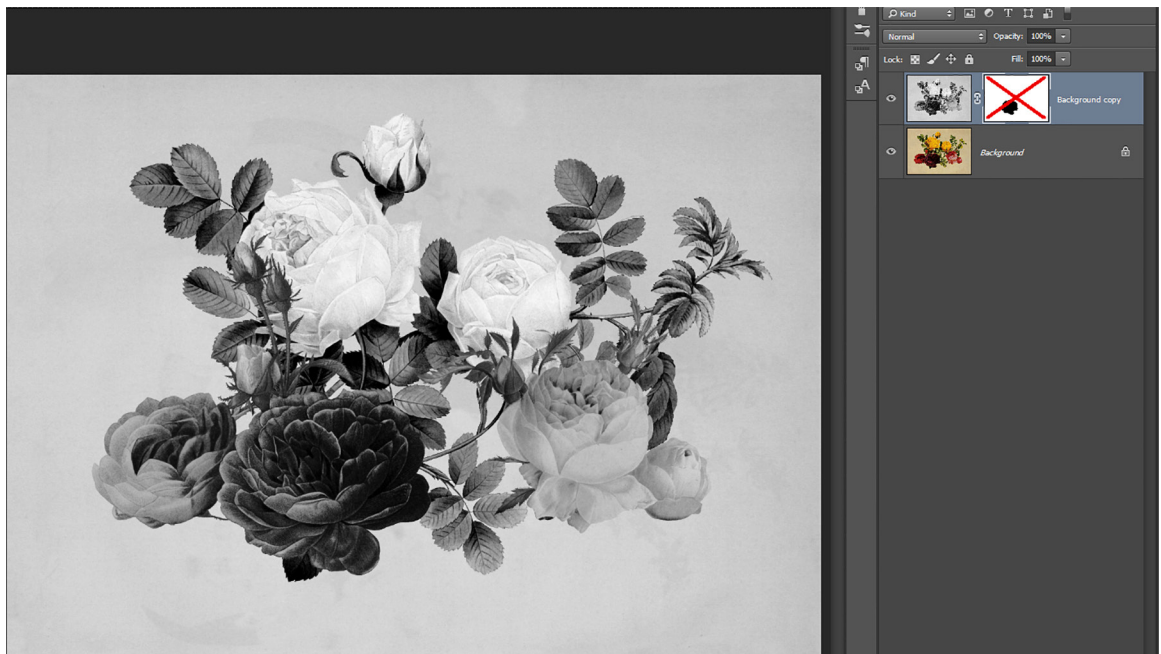 Kind
T
Normal
Opacity: 100%
Lock:
Fill: 100%
A
Background copy
Background